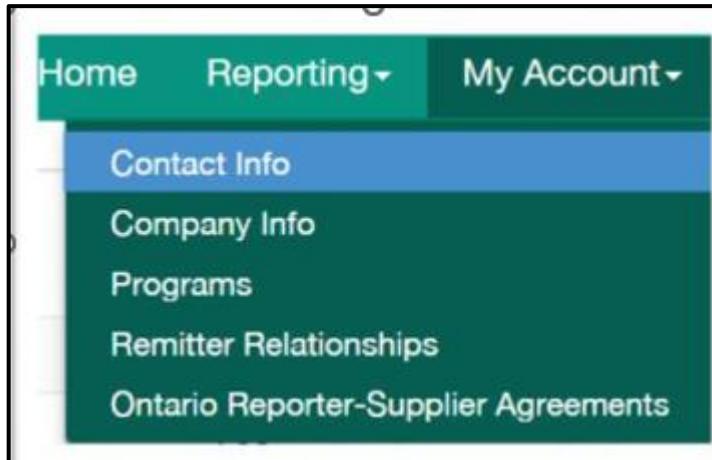 Home Reporting My Account
Contact Info
Company Info
Programs
Remitter Relationships
Ontario Reporter-Supplier Agreements